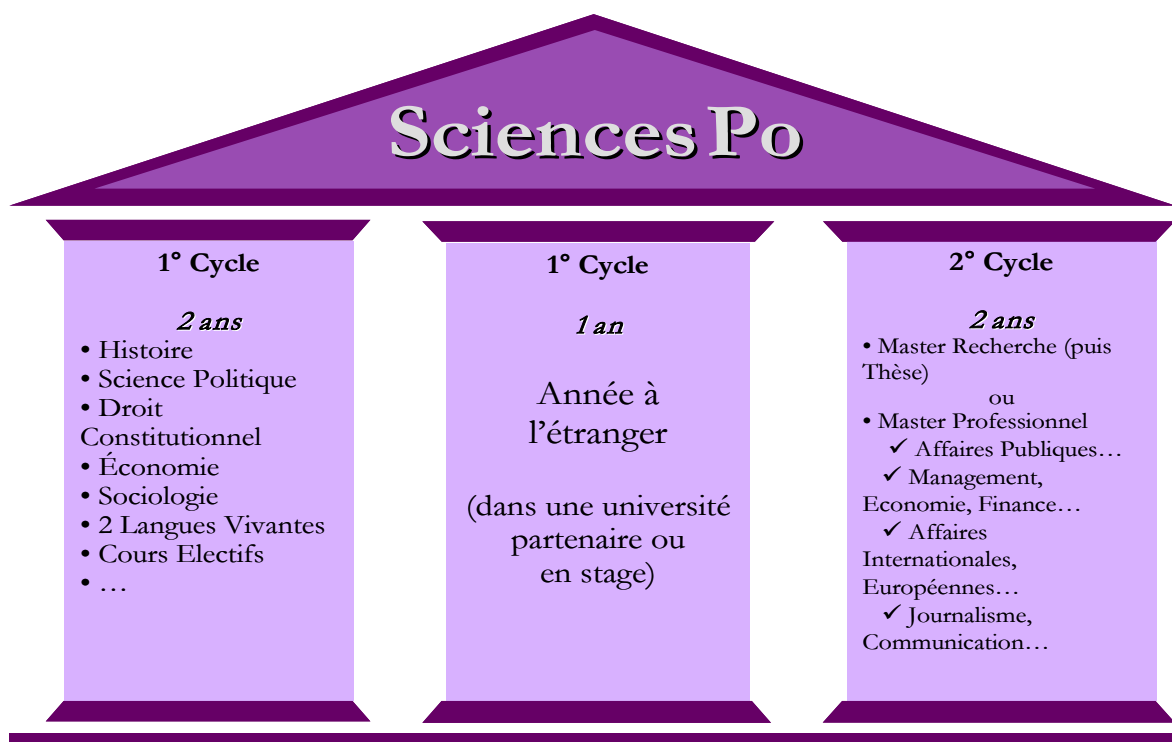 Sciences Po
1° Cycle
2 ans
• Histoire
• Science Politique
• Droit
Constitutionnel
• Économie
• Sociologie
• 2 Langues Vivantes
• Cours Electifs
• …
1° Cycle
1 an
Année à
l’étranger
(dans une université
partenaire ou
en stage)
2° Cycle
2 ans
• Master Recherche (puis
Thèse)
ou
• Master Professionnel
✓ Affaires Publiques…
✓ Management,
Economie, Finance…
✓ Affaires
Internationales,
Européennes…
✓ Journalisme,
Communication…